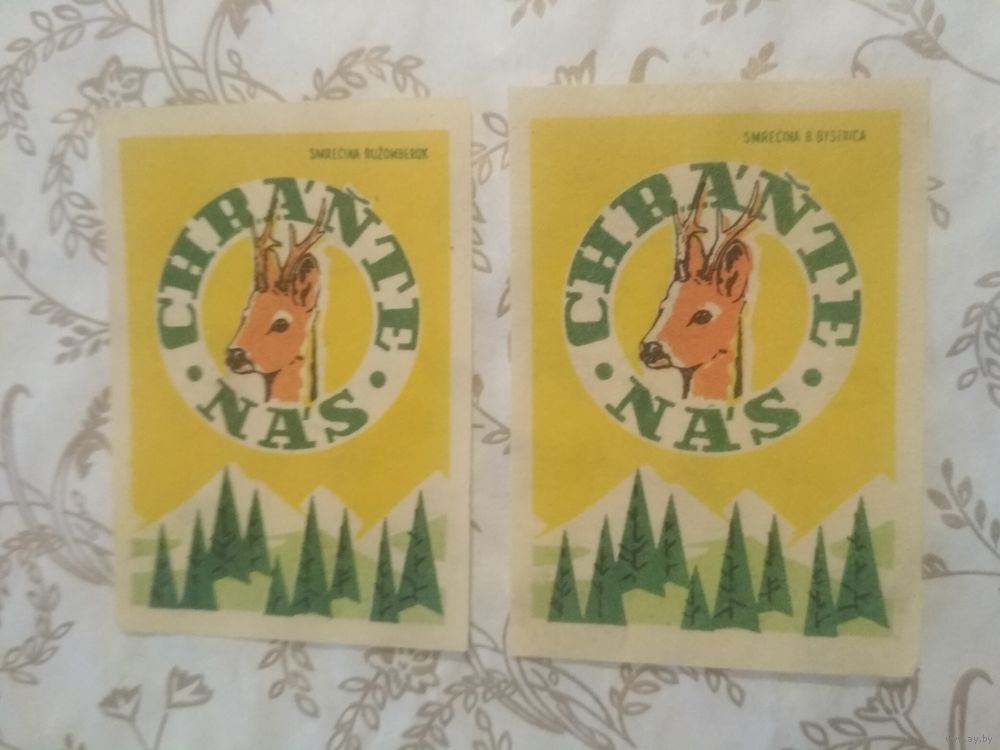 SMREČINA RUŽOMBEROK
CHRÁŇTE
NÁS
SMREČINA B BYSTRICA
CHRÁŇTE
NÁS